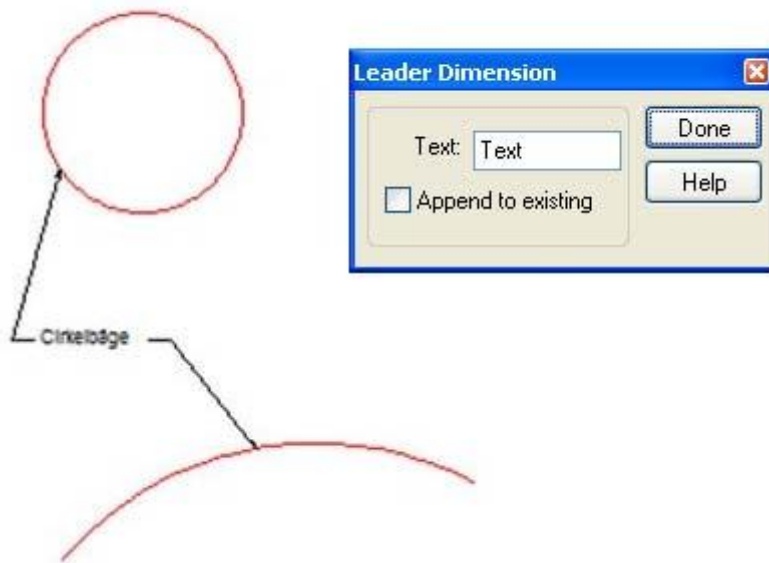 Leader Dimension
Text: Text
Done
Append to existing
Help
Cirkelbåge